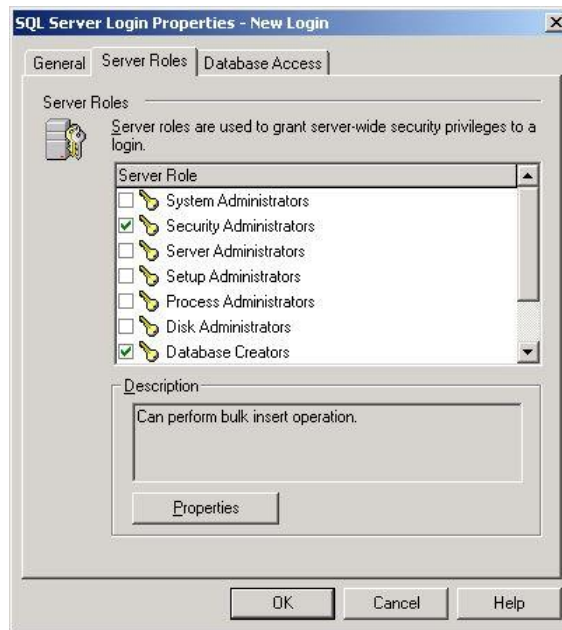 SQL Server Login Properties - New Login
General
Server Roles
Database Access
Server Roles
Server roles are used to grant server-wide security privileges to a
login.
Server Role
System Administrators
Security Administrators
Server Administrators
Setup Administrators
Process Administrators
Disk Administrators
Database Creators
Description
Can perform bulk insert operation.
Properties
OK
Cancel
Help